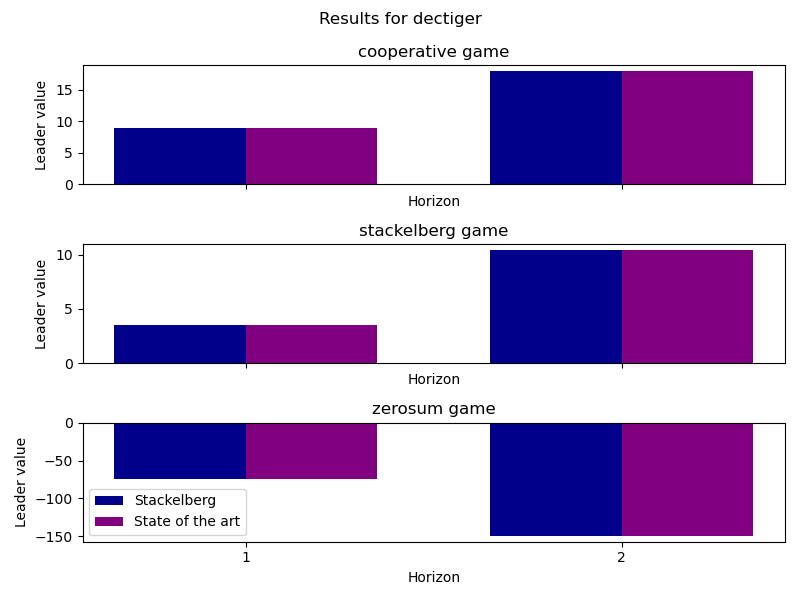 Results for dectiger
cooperative game
Leader value
15
10
5
0
Horizon
stackelberg game
Leader value
10
5
0
Horizon
zerosum game
Leader value
0
−50
−100
−150
Stackelberg
State of the art
1 2
Horizon